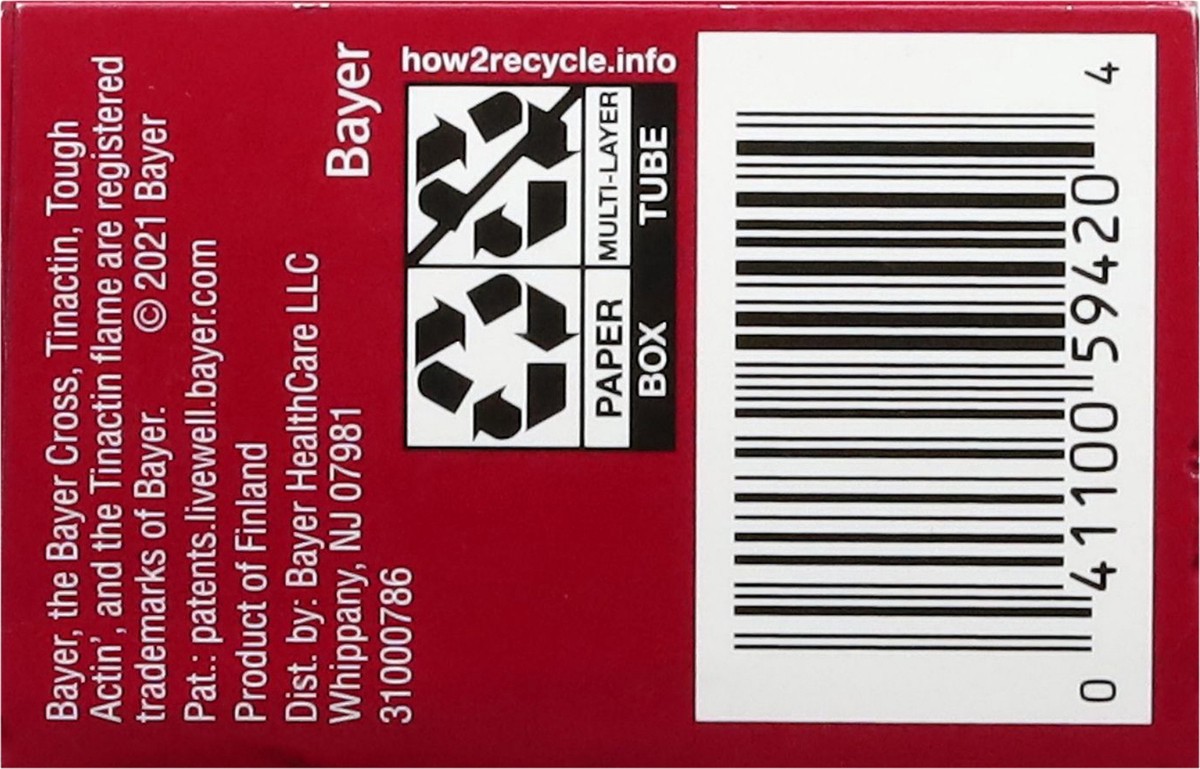 Bayer, the Bayer Cross, Tinactin, Tough
Actin’, and the Tinactin flame are registered
trademarks of Bayer. © 2021 Bayer
Pat.: patents.livewell.bayer.com
Product of Finland
Dist. by: Bayer HealthCare LLC
Whippany, NJ 07981
31000786
Bayer
how2recycle.info
PAPER
BOX
MULTI-LAYER
TUBE
0 41100 59420 4